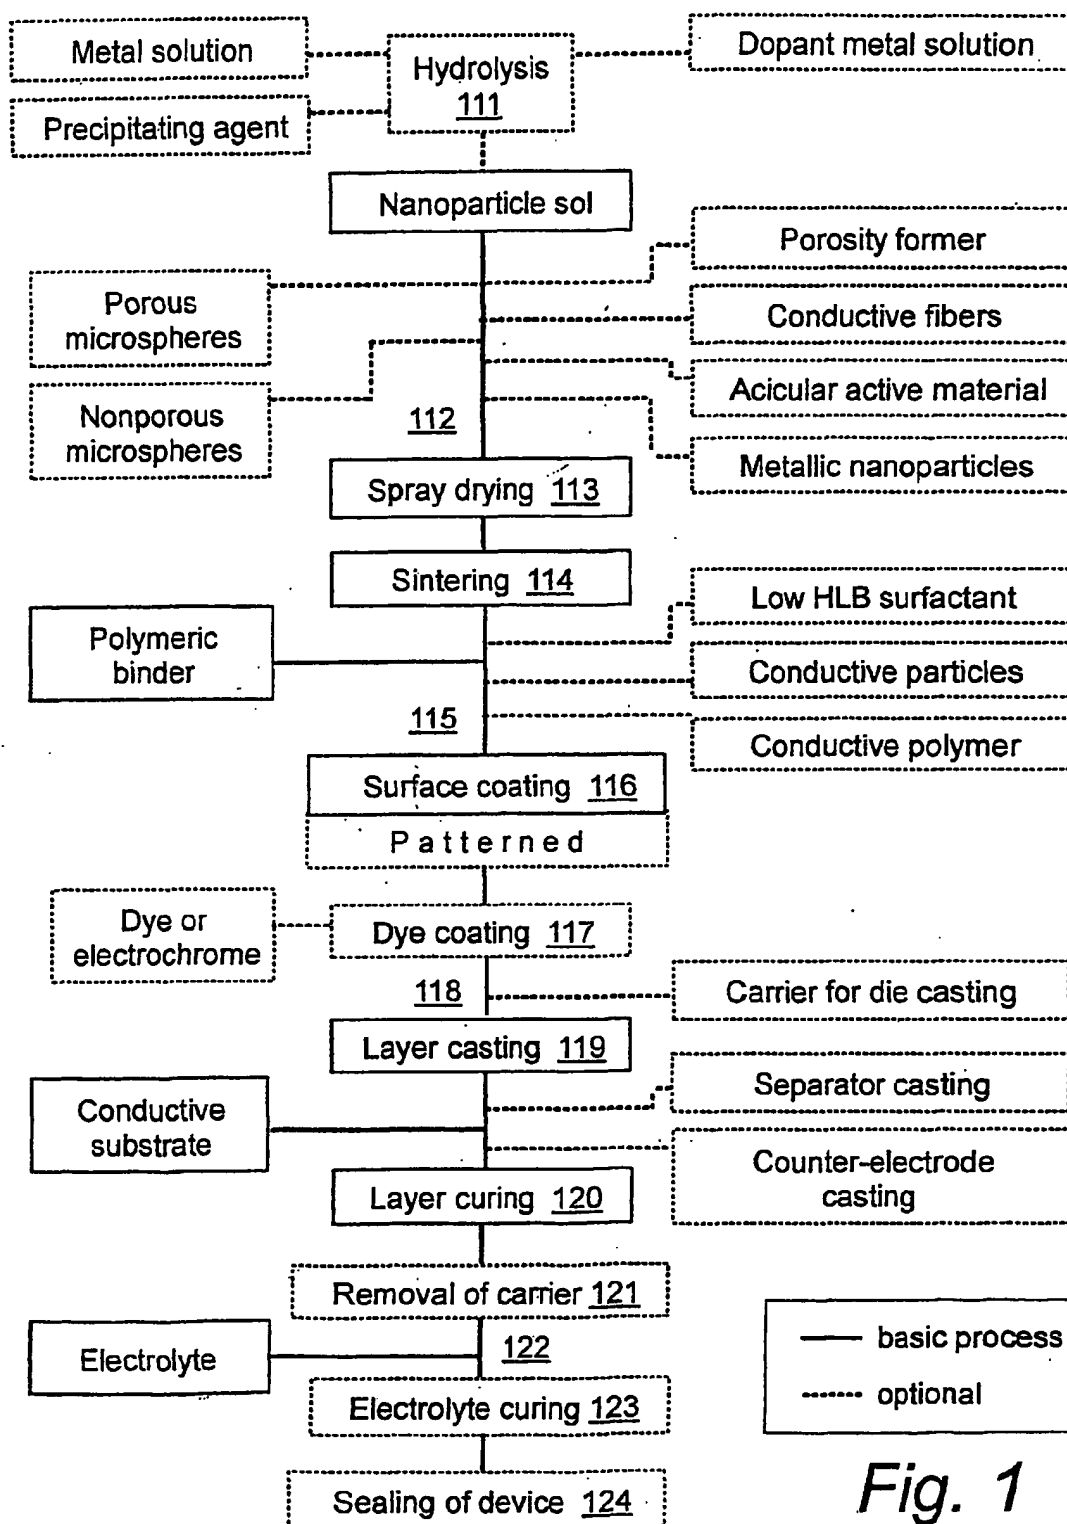 Metal solution
Dopant metal solution
Hydrolysis
111
Precipitating agent
Nanoparticle sol
Porosity former
Porous
microspheres
Conductive fibers
Acicular active material
Nonporous
microspheres
112
Metallic nanoparticles
Spray drying 113
Sintering 114
Low HLB surfactant
Polymeric
binder
Conductive particles
115
Conductive polymer
Surface coating 116
Patterned
Dye or
electrochrome
Dye coating 117
118
Carrier for die casting
Layer casting 119
Separator casting
Conductive
substrate
Counter-electrode
casting
Layer curing 120
Removal of carrier 121
Electrolyte
122
basic process
optional
Electrolyte curing 123
Sealing of device 124
Fig. 1